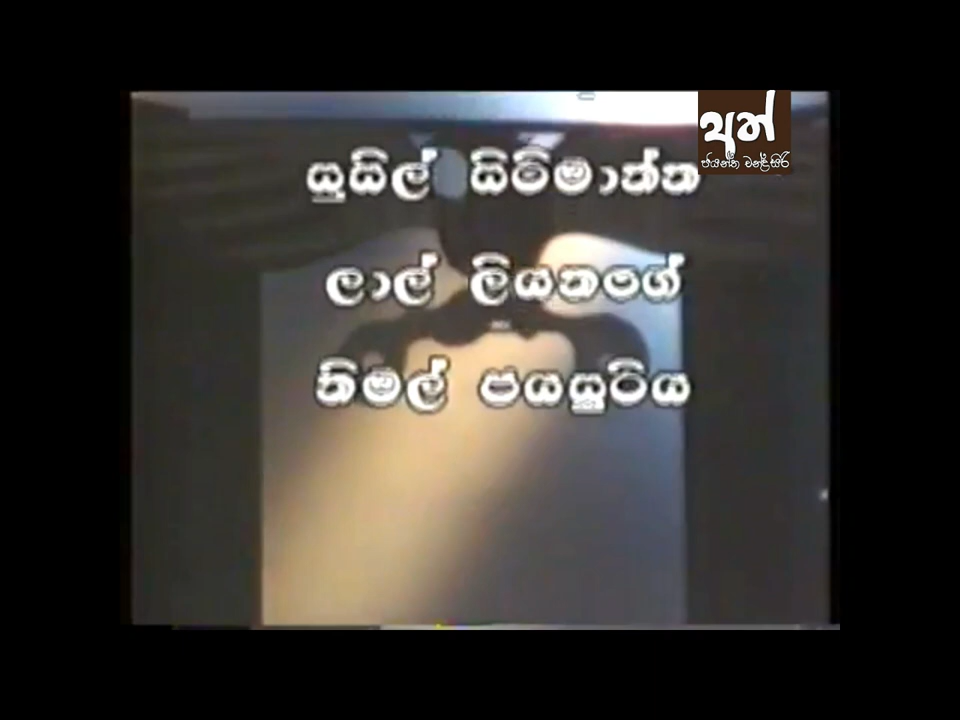 අත්
ජයන්ත චන්ද්‍රසිරි
සුසිල් සිරිමාන්න
ලාල් ලියනගේ
නිමල් ජයසූරිය